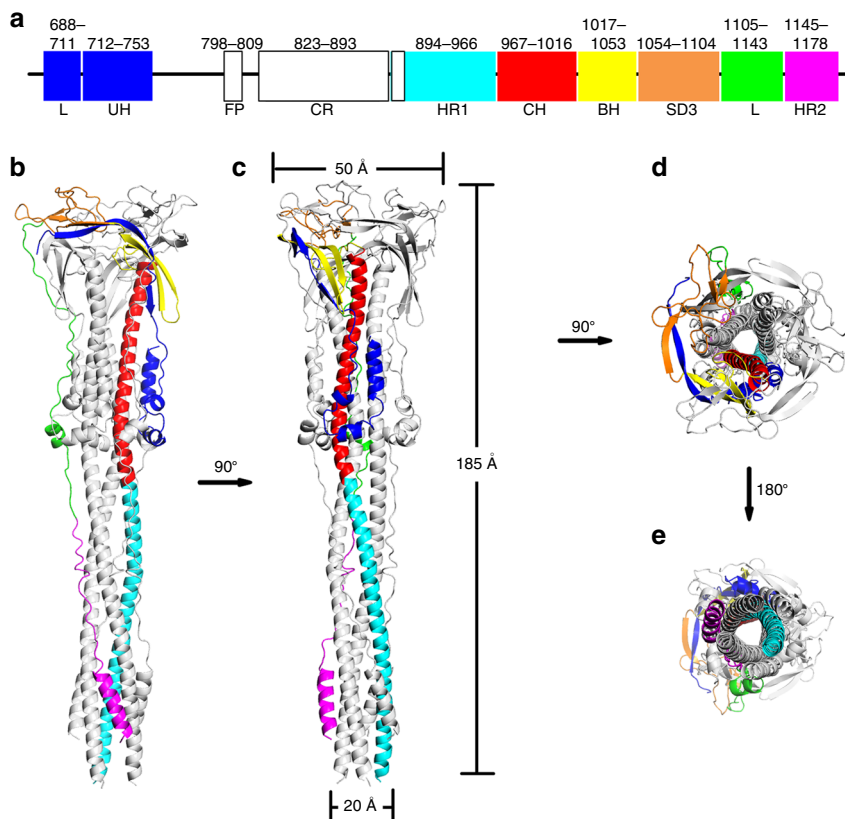 a
688–
711
712–753
798–809
823–893
894–966
967–1016
1017–
1053
1054–1104
1105–
1143
1145–
1178
L
UH
FP
CR
HR1
CH
BH
SD3
L
HR2
b
c
50 Å
d
90°
90°
185 Å
180°
e
20 Å